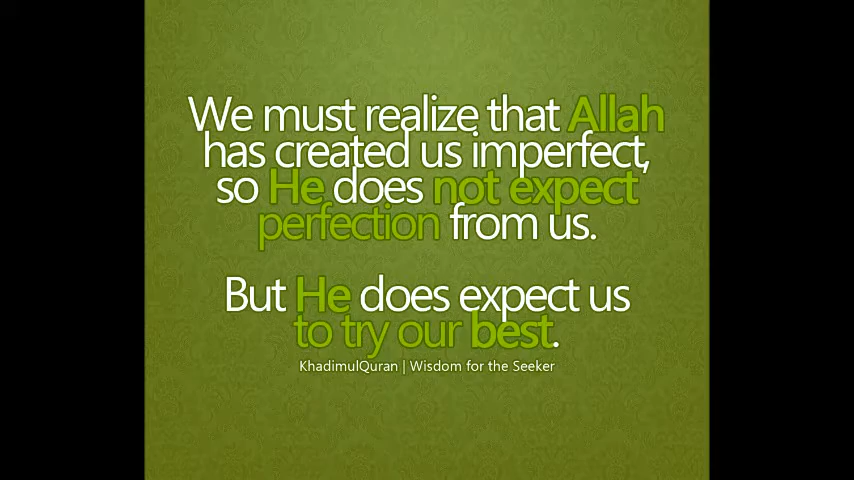 We must realize that Allah
has created us imperfect,
so He does not expect
perfection from us.
But He does expect us
to try our best.
KhadimulQuran | Wisdom for the Seeker